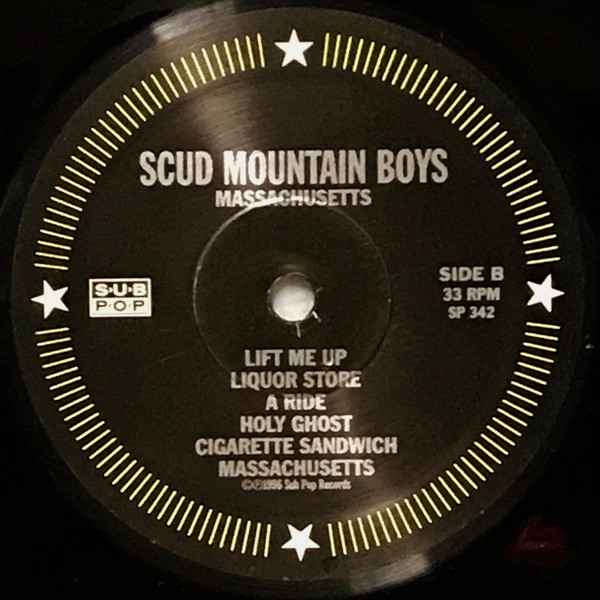 SCUD MOUNTAIN BOYS
MASSACHUSETTS
S·U·B
P·O·P
SIDE B
33 RPM
SP 342
LIFT ME UP
LIQUOR STORE
A RIDE
HOLY GHOST
CIGARETTE SANDWICH
MASSACHUSETTS
©℗1996 Sub Pop Records